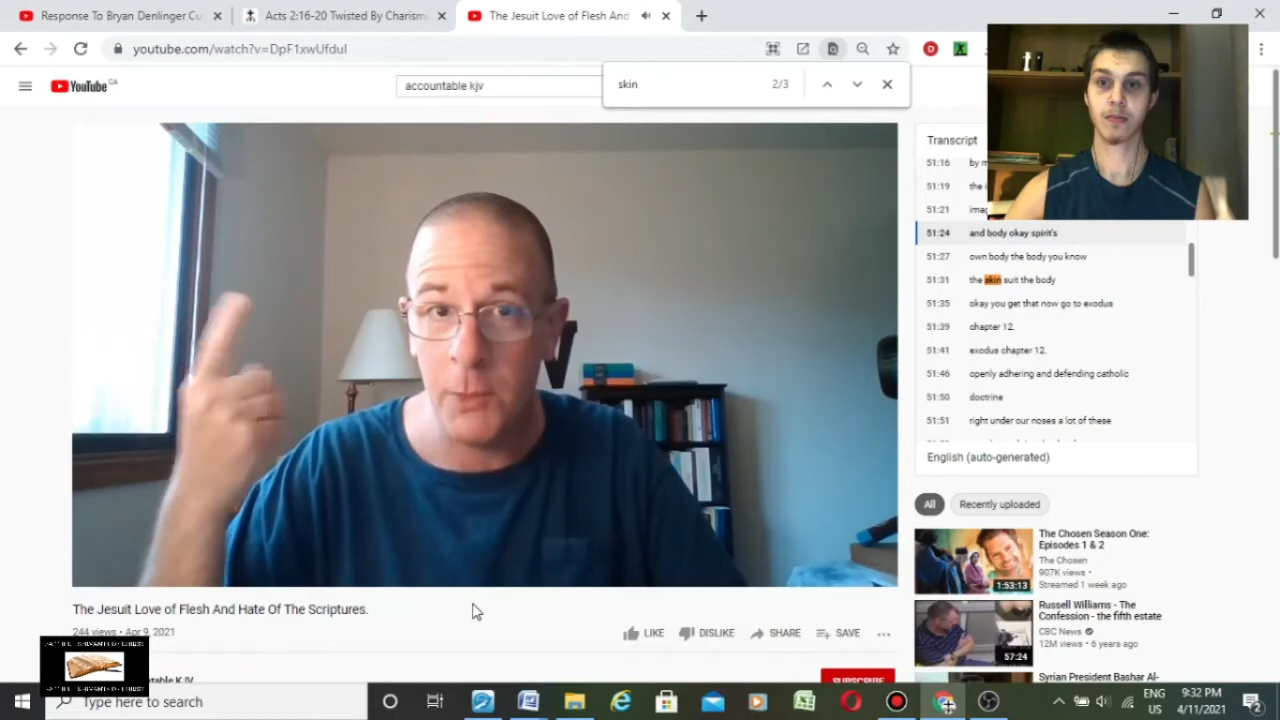 Response To Bryan Denlinger Cu
Acts 2:16-20 Twisted By Charism
The Jesuit Love of Flesh And
youtube.com/watch?v=DpF1xwUfduI
YouTube CA
accountable kjv
skin
2/3
Transcript
51:16 by m
51:19 the i
51:21 imag
51:24 and body okay spirit's
51:27 own body the body you know
51:31 the skin suit the body
51:35 okay you get that now go to exodus
51:39 chapter 12.
51:41 exodus chapter 12.
51:46 openly adhering and defending catholic
51:50 doctrine
51:51 right under our noses a lot of these
English (auto-generated)
All
Recently uploaded
The Chosen Season One:
Episodes 1 & 2
The Chosen
907K views •
Streamed 1 week ago
1:53:13
Russell Williams - The
Confession - the fifth estate
CBC News
12M views • 6 years ago
57:24
Syrian President Bashar Al-
The Jesuit Love of Flesh And Hate Of The Scriptures.
244 views • Apr 9, 2021
LIKE
DISLIKE
SHARE
SAVE
SUBSCRIBE
Type here to search
ENG
US
9:32 PM
4/11/2021
2